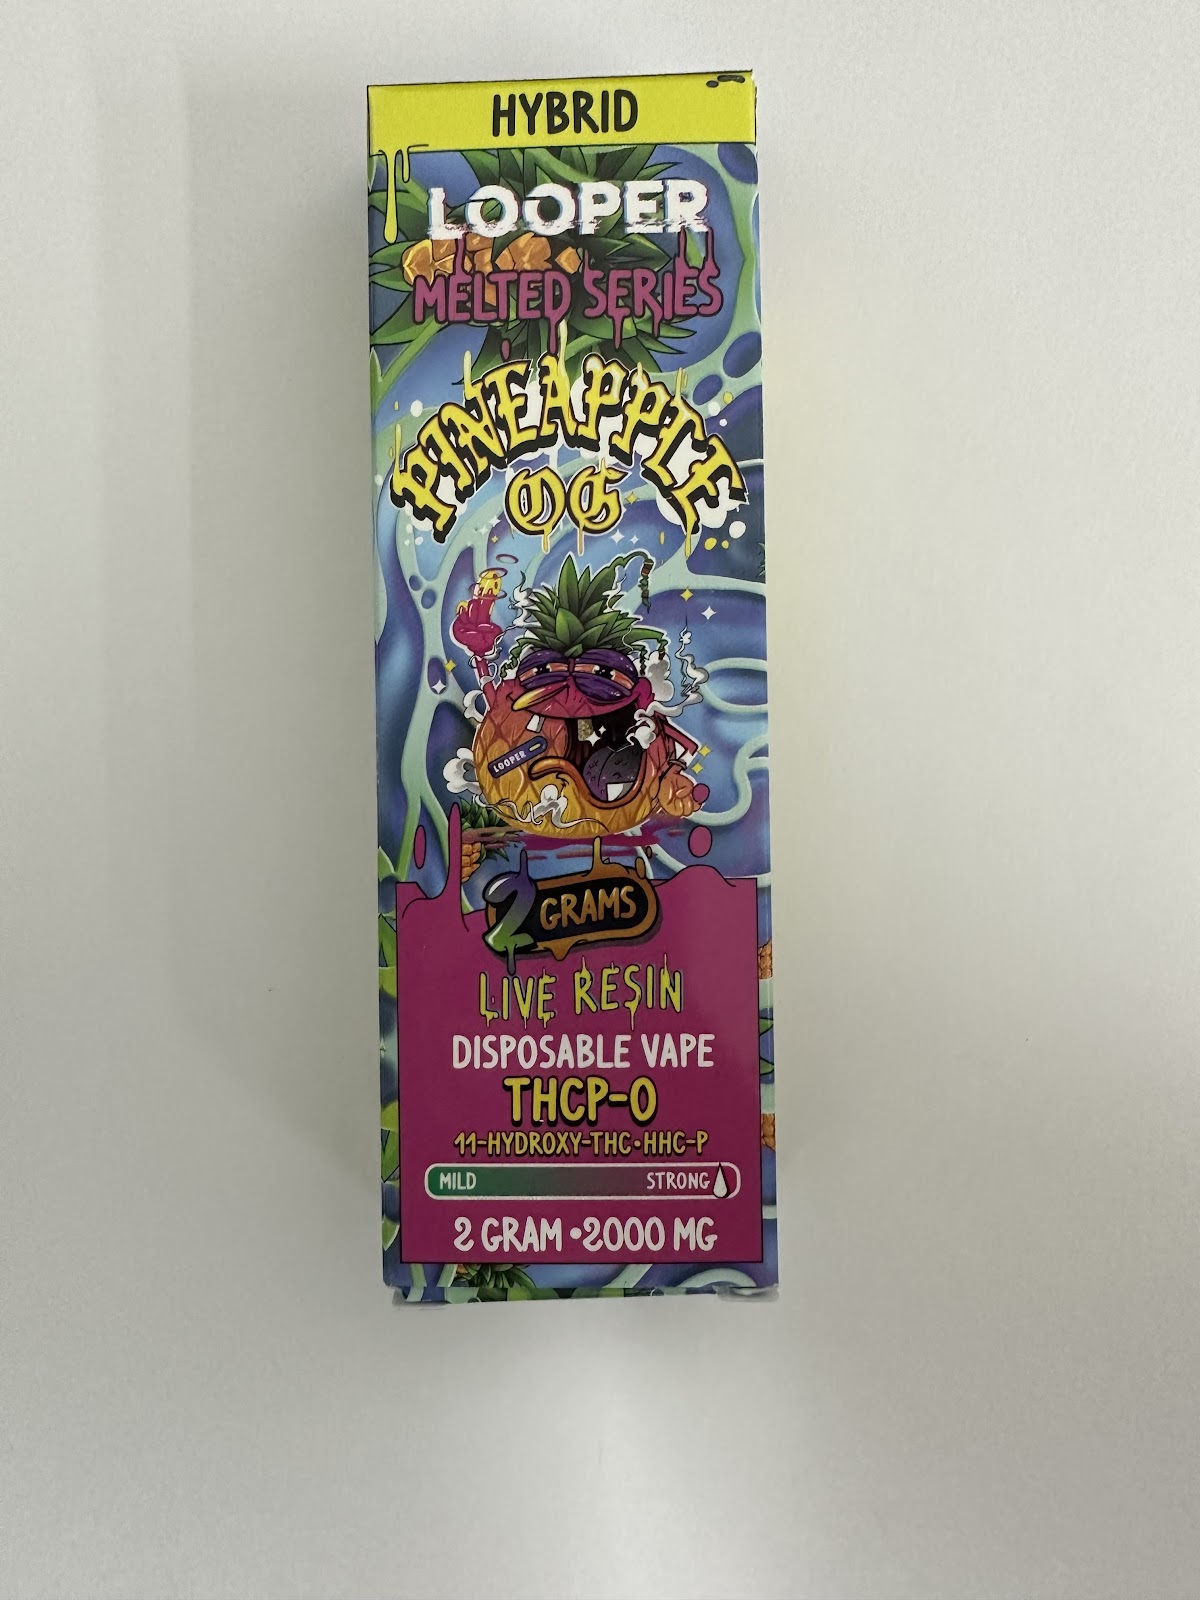 HYBRID
LOOPER
MELTED SERIES
PINEAPPLE
OG
LOOPER
2 GRAMS
LIVE RESIN
DISPOSABLE VAPE
THCP-O
11-HYDROXY-THC•HHC-P
MILD STRONG
2 GRAM •2000 MG